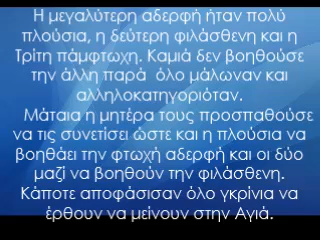 Η μεγαλύτερη αδερφή ήταν πολύ
πλούσια, η δεύτερη φιλάσθενη και η
Τρίτη πάμφτωχη. Καμιά δεν βοηθούσε
την άλλη παρά όλο μάλωναν και
αλληλοκατηγοριόταν.
Μάταια η μητέρα τους προσπαθούσε
να τις συνετίσει ώστε και η πλούσια να
βοηθάει την φτωχή αδερφή και οι δύο
μαζί να βοηθούν την φιλάσθενη.
Κάποτε αποφάσισαν όλο γκρίνια να
έρθουν να μείνουν στην Αγιά.